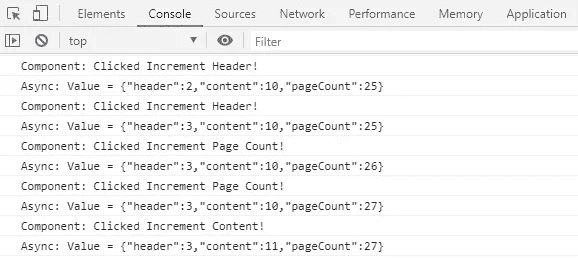 Elements Console Sources Network Performance Memory Application
top Filter
Component: Clicked Increment Header!
Async: Value = {"header":2,"content":10,"pageCount":25}
Component: Clicked Increment Header!
Async: Value = {"header":3,"content":10,"pageCount":25}
Component: Clicked Increment Page Count!
Async: Value = {"header":3,"content":10,"pageCount":26}
Component: Clicked Increment Page Count!
Async: Value = {"header":3,"content":10,"pageCount":27}
Component: Clicked Increment Content!
Async: Value = {"header":3,"content":11,"pageCount":27}